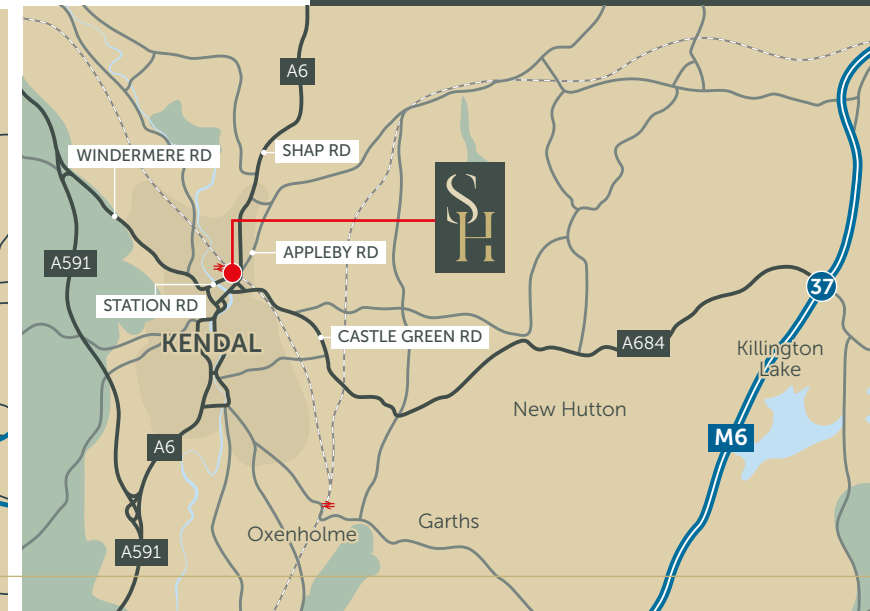 A6
WINDERMERE RD
SHAP RD
SH
APPLEBY RD
A591
37
STATION RD
KENDAL
CASTLE GREEN RD
A684
Killington
Lake
New Hutton
M6
A6
Garths
Oxenholme
A591